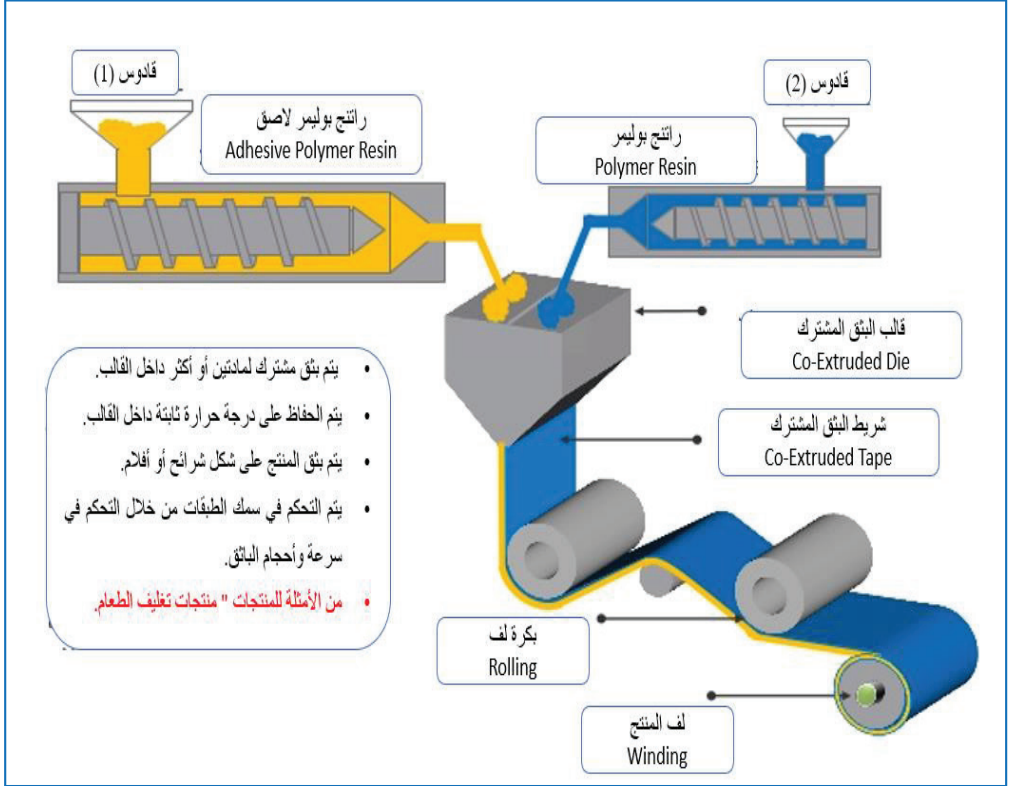 قادوس (1)
قادوس (2)
راتنج بوليمر لاصق
Adhesive Polymer Resin
راتنج بوليمر
Polymer Resin
قالب البثق المشترك
Co-Extruded Die
شريط البثق المشترك
Co-Extruded Tape
• يتم بثق مشترك لمادتين أو أكثر داخل القالب.
• يتم الحفاظ على درجة حرارة ثابتة داخل القالب.
• يتم بثق المنتج على شكل شرائح أو أفلام.
• يتم التحكم في سمك الطبقات من خلال التحكم في
سرعة وأحجام الباثق.
• من الأمثلة للمنتجات " منتجات تغليف الطعام.
بكرة لف
Rolling
لف المنتج
Winding